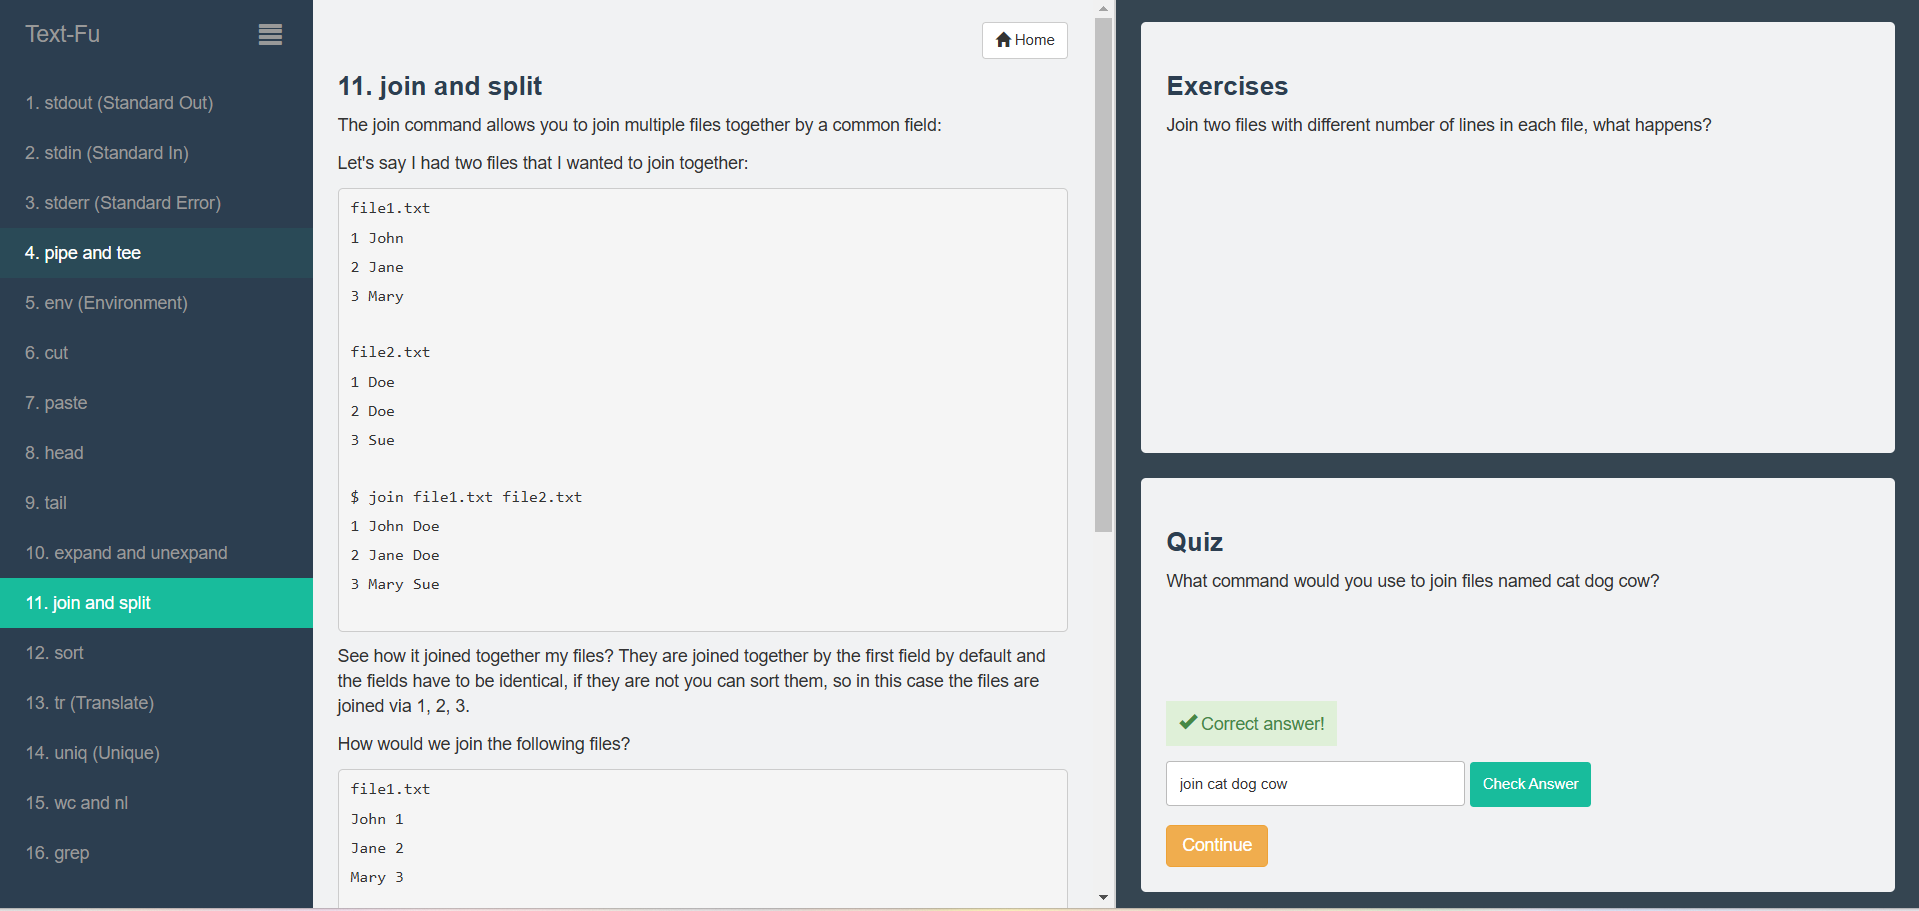 Text-Fu
1. stdout (Standard Out)
2. stdin (Standard In)
3. stderr (Standard Error)
4. pipe and tee
5. env (Environment)
6. cut
7. paste
8. head
9. tail
10. expand and unexpand
11. join and split
12. sort
13. tr (Translate)
14. uniq (Unique)
15. wc and nl
16. grep
Home
11. join and split
The join command allows you to join multiple files together by a common field:
Let's say I had two files that I wanted to join together:
file1.txt
1 John
2 Jane
3 Mary
file2.txt
1 Doe
2 Doe
3 Sue
$ join file1.txt file2.txt
1 John Doe
2 Jane Doe
3 Mary Sue
See how it joined together my files? They are joined together by the first field by default and
the fields have to be identical, if they are not you can sort them, so in this case the files are
joined via 1, 2, 3.
How would we join the following files?
file1.txt
John 1
Jane 2
Mary 3
Exercises
Join two files with different number of lines in each file, what happens?
Quiz
What command would you use to join files named cat dog cow?
Correct answer!
join cat dog cow
Check Answer
Continue